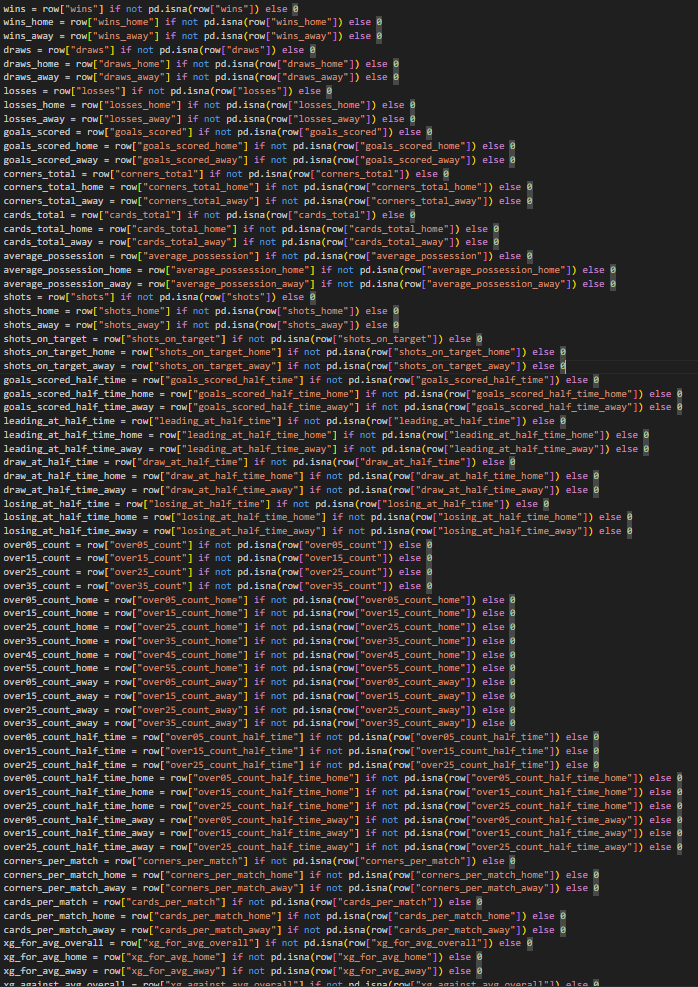 wins = row["wins"] if not pd.isna(row["wins"]) else 0
wins_home = row["wins_home"] if not pd.isna(row["wins_home"]) else 0
wins_away = row["wins_away"] if not pd.isna(row["wins_away"]) else 0
draws = row["draws"] if not pd.isna(row["draws"]) else 0
draws_home = row["draws_home"] if not pd.isna(row["draws_home"]) else 0
draws_away = row["draws_away"] if not pd.isna(row["draws_away"]) else 0
losses = row["losses"] if not pd.isna(row["losses"]) else 0
losses_home = row["losses_home"] if not pd.isna(row["losses_home"]) else 0
losses_away = row["losses_away"] if not pd.isna(row["losses_away"]) else 0
goals_scored = row["goals_scored"] if not pd.isna(row["goals_scored"]) else 0
goals_scored_home = row["goals_scored_home"] if not pd.isna(row["goals_scored_home"]) else 0
goals_scored_away = row["goals_scored_away"] if not pd.isna(row["goals_scored_away"]) else 0
corners_total = row["corners_total"] if not pd.isna(row["corners_total"]) else 0
corners_total_home = row["corners_total_home"] if not pd.isna(row["corners_total_home"]) else 0
corners_total_away = row["corners_total_away"] if not pd.isna(row["corners_total_away"]) else 0
cards_total = row["cards_total"] if not pd.isna(row["cards_total"]) else 0
cards_total_home = row["cards_total_home"] if not pd.isna(row["cards_total_home"]) else 0
cards_total_away = row["cards_total_away"] if not pd.isna(row["cards_total_away"]) else 0
average_possession = row["average_possession"] if not pd.isna(row["average_possession"]) else 0
average_possession_home = row["average_possession_home"] if not pd.isna(row["average_possession_home"]) else 0
average_possession_away = row["average_possession_away"] if not pd.isna(row["average_possession_away"]) else 0
shots = row["shots"] if not pd.isna(row["shots"]) else 0
shots_home = row["shots_home"] if not pd.isna(row["shots_home"]) else 0
shots_away = row["shots_away"] if not pd.isna(row["shots_away"]) else 0
shots_on_target = row["shots_on_target"] if not pd.isna(row["shots_on_target"]) else 0
shots_on_target_home = row["shots_on_target_home"] if not pd.isna(row["shots_on_target_home"]) else 0
shots_on_target_away = row["shots_on_target_away"] if not pd.isna(row["shots_on_target_away"]) else 0
goals_scored_half_time = row["goals_scored_half_time"] if not pd.isna(row["goals_scored_half_time"]) else 0
goals_scored_half_time_home = row["goals_scored_half_time_home"] if not pd.isna(row["goals_scored_half_time_home"]) else 0
goals_scored_half_time_away = row["goals_scored_half_time_away"] if not pd.isna(row["goals_scored_half_time_away"]) else 0
leading_at_half_time = row["leading_at_half_time"] if not pd.isna(row["leading_at_half_time"]) else 0
leading_at_half_time_home = row["leading_at_half_time_home"] if not pd.isna(row["leading_at_half_time_home"]) else 0
leading_at_half_time_away = row["leading_at_half_time_away"] if not pd.isna(row["leading_at_half_time_away"]) else 0
draw_at_half_time = row["draw_at_half_time"] if not pd.isna(row["draw_at_half_time"]) else 0
draw_at_half_time_home = row["draw_at_half_time_home"] if not pd.isna(row["draw_at_half_time_home"]) else 0
draw_at_half_time_away = row["draw_at_half_time_away"] if not pd.isna(row["draw_at_half_time_away"]) else 0
losing_at_half_time = row["losing_at_half_time"] if not pd.isna(row["losing_at_half_time"]) else 0
losing_at_half_time_home = row["losing_at_half_time_home"] if not pd.isna(row["losing_at_half_time_home"]) else 0
losing_at_half_time_away = row["losing_at_half_time_away"] if not pd.isna(row["losing_at_half_time_away"]) else 0
over05_count = row["over05_count"] if not pd.isna(row["over05_count"]) else 0
over15_count = row["over15_count"] if not pd.isna(row["over15_count"]) else 0
over25_count = row["over25_count"] if not pd.isna(row["over25_count"]) else 0
over35_count = row["over35_count"] if not pd.isna(row["over35_count"]) else 0
over05_count_home = row["over05_count_home"] if not pd.isna(row["over05_count_home"]) else 0
over15_count_home = row["over15_count_home"] if not pd.isna(row["over15_count_home"]) else 0
over25_count_home = row["over25_count_home"] if not pd.isna(row["over25_count_home"]) else 0
over35_count_home = row["over35_count_home"] if not pd.isna(row["over35_count_home"]) else 0
over45_count_home = row["over45_count_home"] if not pd.isna(row["over45_count_home"]) else 0
over55_count_home = row["over55_count_home"] if not pd.isna(row["over55_count_home"]) else 0
over05_count_away = row["over05_count_away"] if not pd.isna(row["over05_count_away"]) else 0
over15_count_away = row["over15_count_away"] if not pd.isna(row["over15_count_away"]) else 0
over25_count_away = row["over25_count_away"] if not pd.isna(row["over25_count_away"]) else 0
over35_count_away = row["over35_count_away"] if not pd.isna(row["over35_count_away"]) else 0
over05_count_half_time = row["over05_count_half_time"] if not pd.isna(row["over05_count_half_time"]) else 0
over15_count_half_time = row["over15_count_half_time"] if not pd.isna(row["over15_count_half_time"]) else 0
over25_count_half_time = row["over25_count_half_time"] if not pd.isna(row["over25_count_half_time"]) else 0
over05_count_half_time_home = row["over05_count_half_time_home"] if not pd.isna(row["over05_count_half_time_home"]) else 0
over15_count_half_time_home = row["over15_count_half_time_home"] if not pd.isna(row["over15_count_half_time_home"]) else 0
over25_count_half_time_home = row["over25_count_half_time_home"] if not pd.isna(row["over25_count_half_time_home"]) else 0
over05_count_half_time_away = row["over05_count_half_time_away"] if not pd.isna(row["over05_count_half_time_away"]) else 0
over15_count_half_time_away = row["over15_count_half_time_away"] if not pd.isna(row["over15_count_half_time_away"]) else 0
over25_count_half_time_away = row["over25_count_half_time_away"] if not pd.isna(row["over25_count_half_time_away"]) else 0
corners_per_match = row["corners_per_match"] if not pd.isna(row["corners_per_match"]) else 0
corners_per_match_home = row["corners_per_match_home"] if not pd.isna(row["corners_per_match_home"]) else 0
corners_per_match_away = row["corners_per_match_away"] if not pd.isna(row["corners_per_match_away"]) else 0
cards_per_match = row["cards_per_match"] if not pd.isna(row["cards_per_match"]) else 0
cards_per_match_home = row["cards_per_match_home"] if not pd.isna(row["cards_per_match_home"]) else 0
cards_per_match_away = row["cards_per_match_away"] if not pd.isna(row["cards_per_match_away"]) else 0
xg_for_avg_overall = row["xg_for_avg_overall"] if not pd.isna(row["xg_for_avg_overall"]) else 0
xg_for_avg_home = row["xg_for_avg_home"] if not pd.isna(row["xg_for_avg_home"]) else 0
xg_for_avg_away = row["xg_for_avg_away"] if not pd.isna(row["xg_for_avg_away"]) else 0
xg_against_avg_overall = row["xg_against_avg_overall"] if not pd.isna(row["xg_against_avg_overall"]) else 0